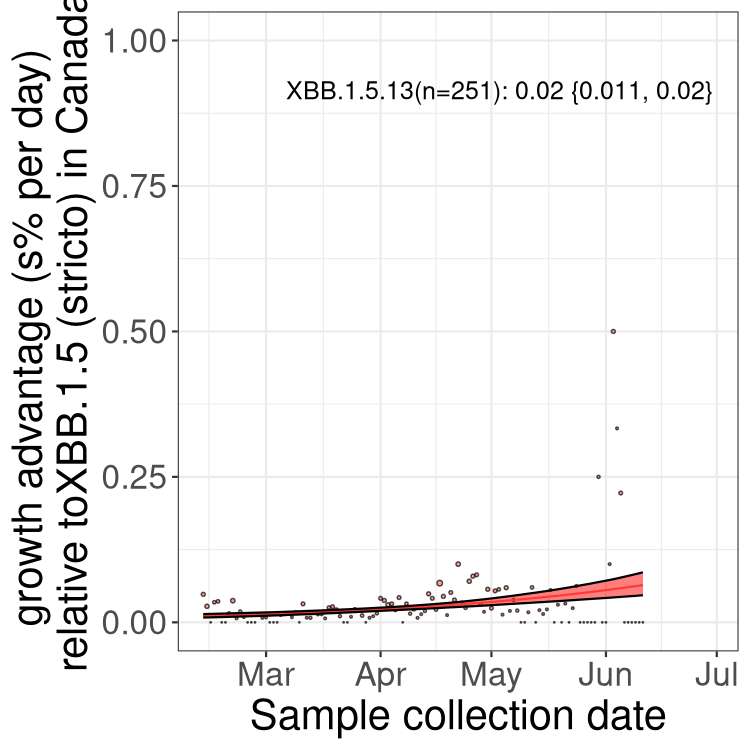 growth advantage (s% per day)
relative toXBB.1.5 (stricto) in Canada
1.00
0.75
0.50
0.25
0.00
XBB.1.5.13(n=251): 0.02 {0.011, 0.02}
Mar Apr May Jun Jul
Sample collection date